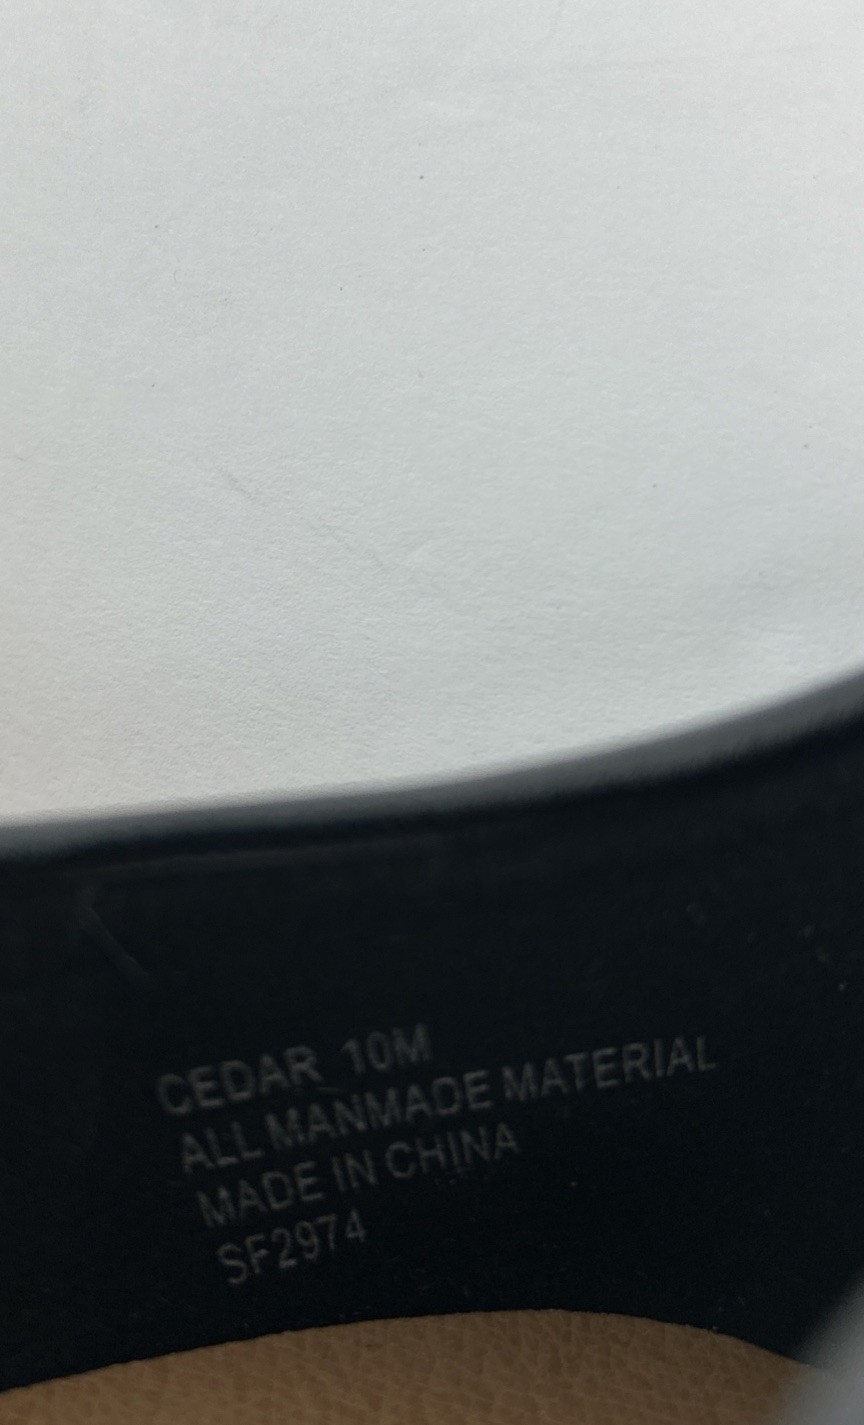 CEDAR 10M
ALL MANMADE MATERIAL
MADE IN CHINA
SF2974